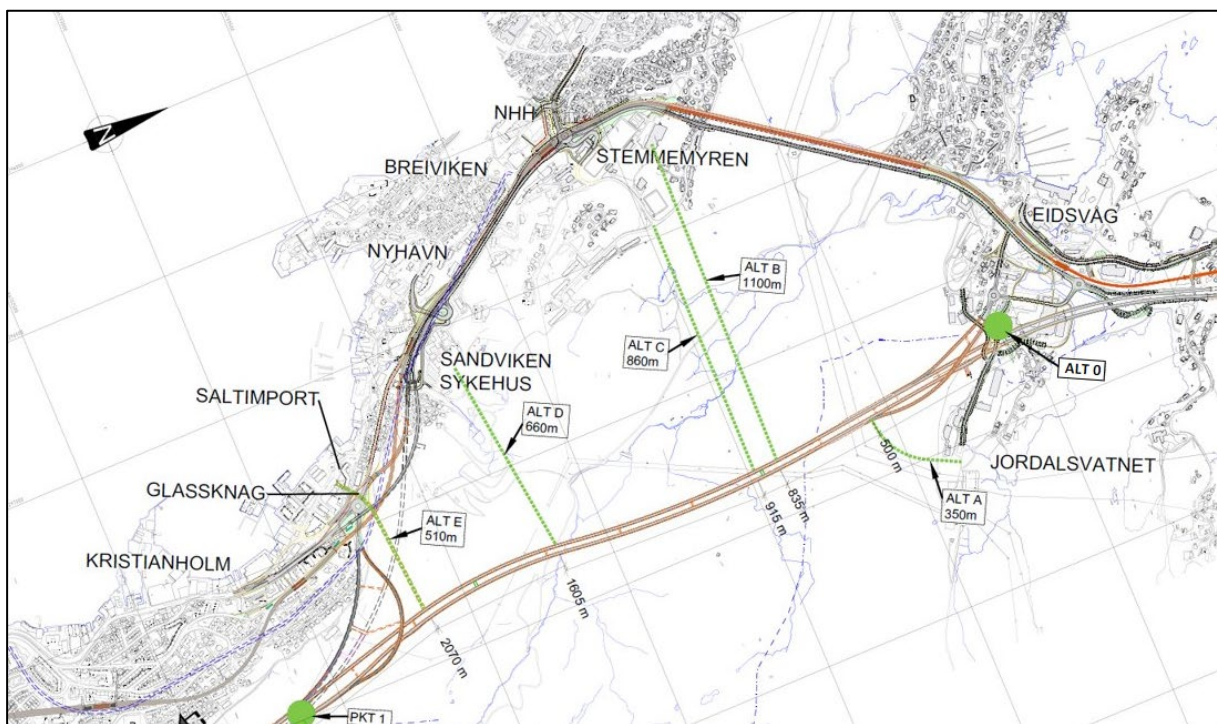 NHH
STEMMEMYREN
BREIVIKEN
EIDSVÅG
NYHAVN
ALT B
1100m
ALT C
860m
ALT 0
SANDVIKEN
SYKEHUS
SALTIMPORT
ALT D
660m
500 m
JORDALSVATNET
GLASSKNAG
835 m
ALT A
350m
915 m
ALT E
510m
KRISTIANHOLM
1605 m
2070 m
PKT 1
N